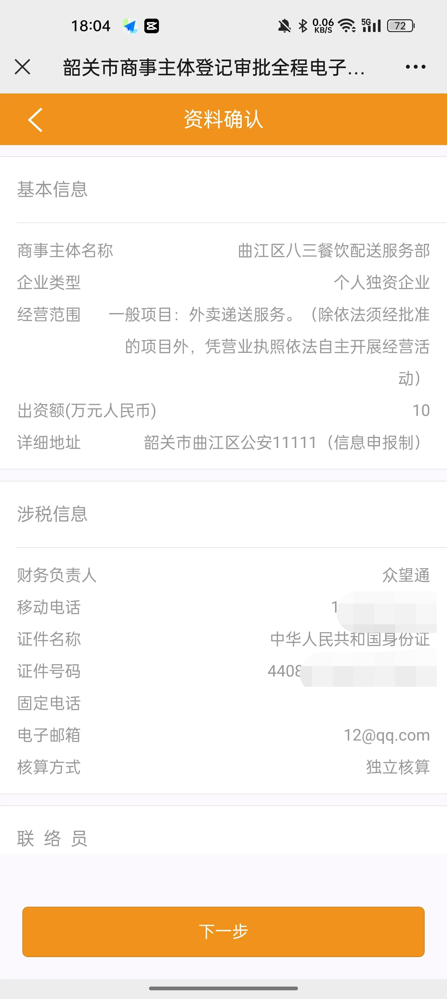 18:04
0.06
KB/S
5G
72
韶关市商事主体登记审批全程电子...
资料确认
基本信息
商事主体名称 曲江区八三餐饮配送服务部
企业类型 个人独资企业
经营范围 一般项目：外卖递送服务。（除依法须经批准
的项目外，凭营业执照依法自主开展经营活
动）
出资额(万元人民币) 10
详细地址 韶关市曲江区公安11111（信息申报制）
涉税信息
财务负责人 众望通
移动电话 1
证件名称 中华人民共和国身份证
证件号码 4408
固定电话
电子邮箱 12@qq.com
核算方式 独立核算
联络员
下一步